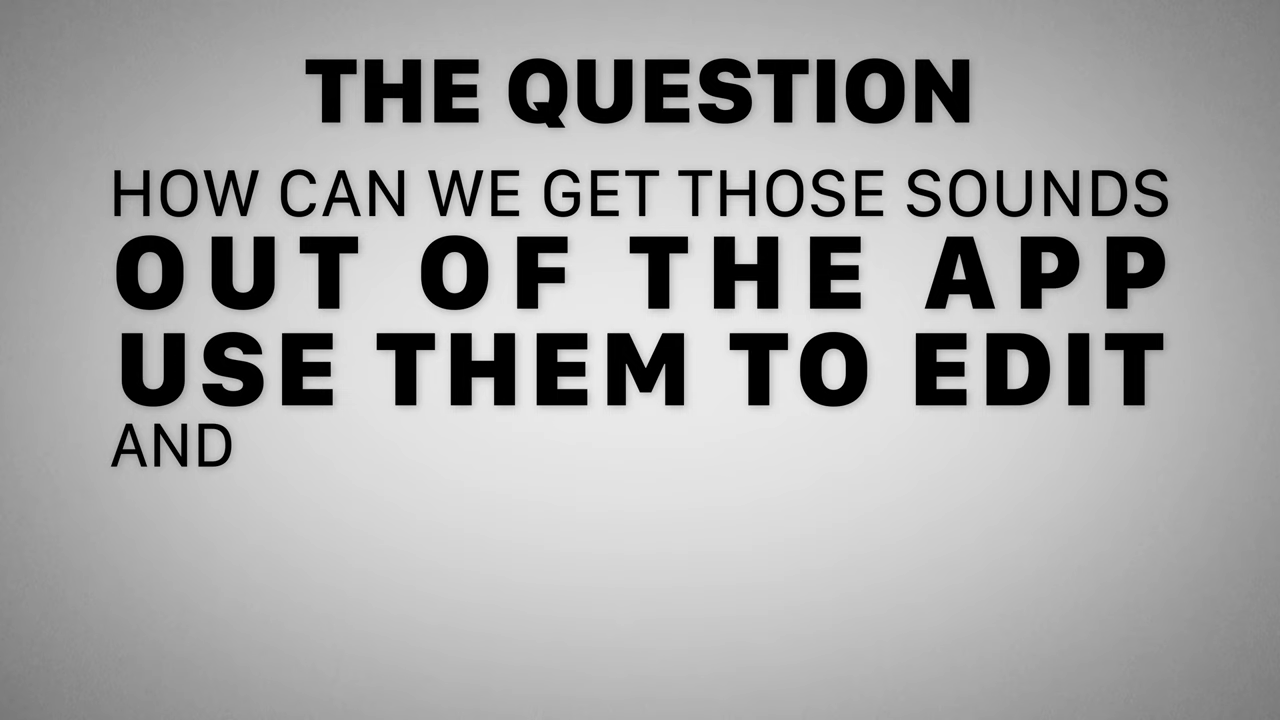 THE QUESTION
HOW CAN WE GET THOSE SOUNDS
OUT OF THE APP
USE THEM TO EDIT
AND